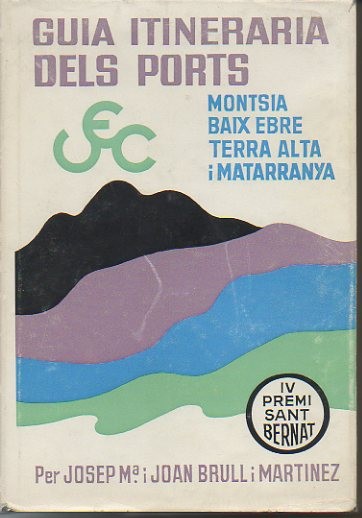 GUIA ITINERARIA
DELS PORTS
UEC
MONTSIA
BAIX EBRE
TERRA ALTA
i MATARRANYA
IV
PREMI
SANT
BERNAT
Per JOSEP Mª i JOAN BRULL i MARTINEZ